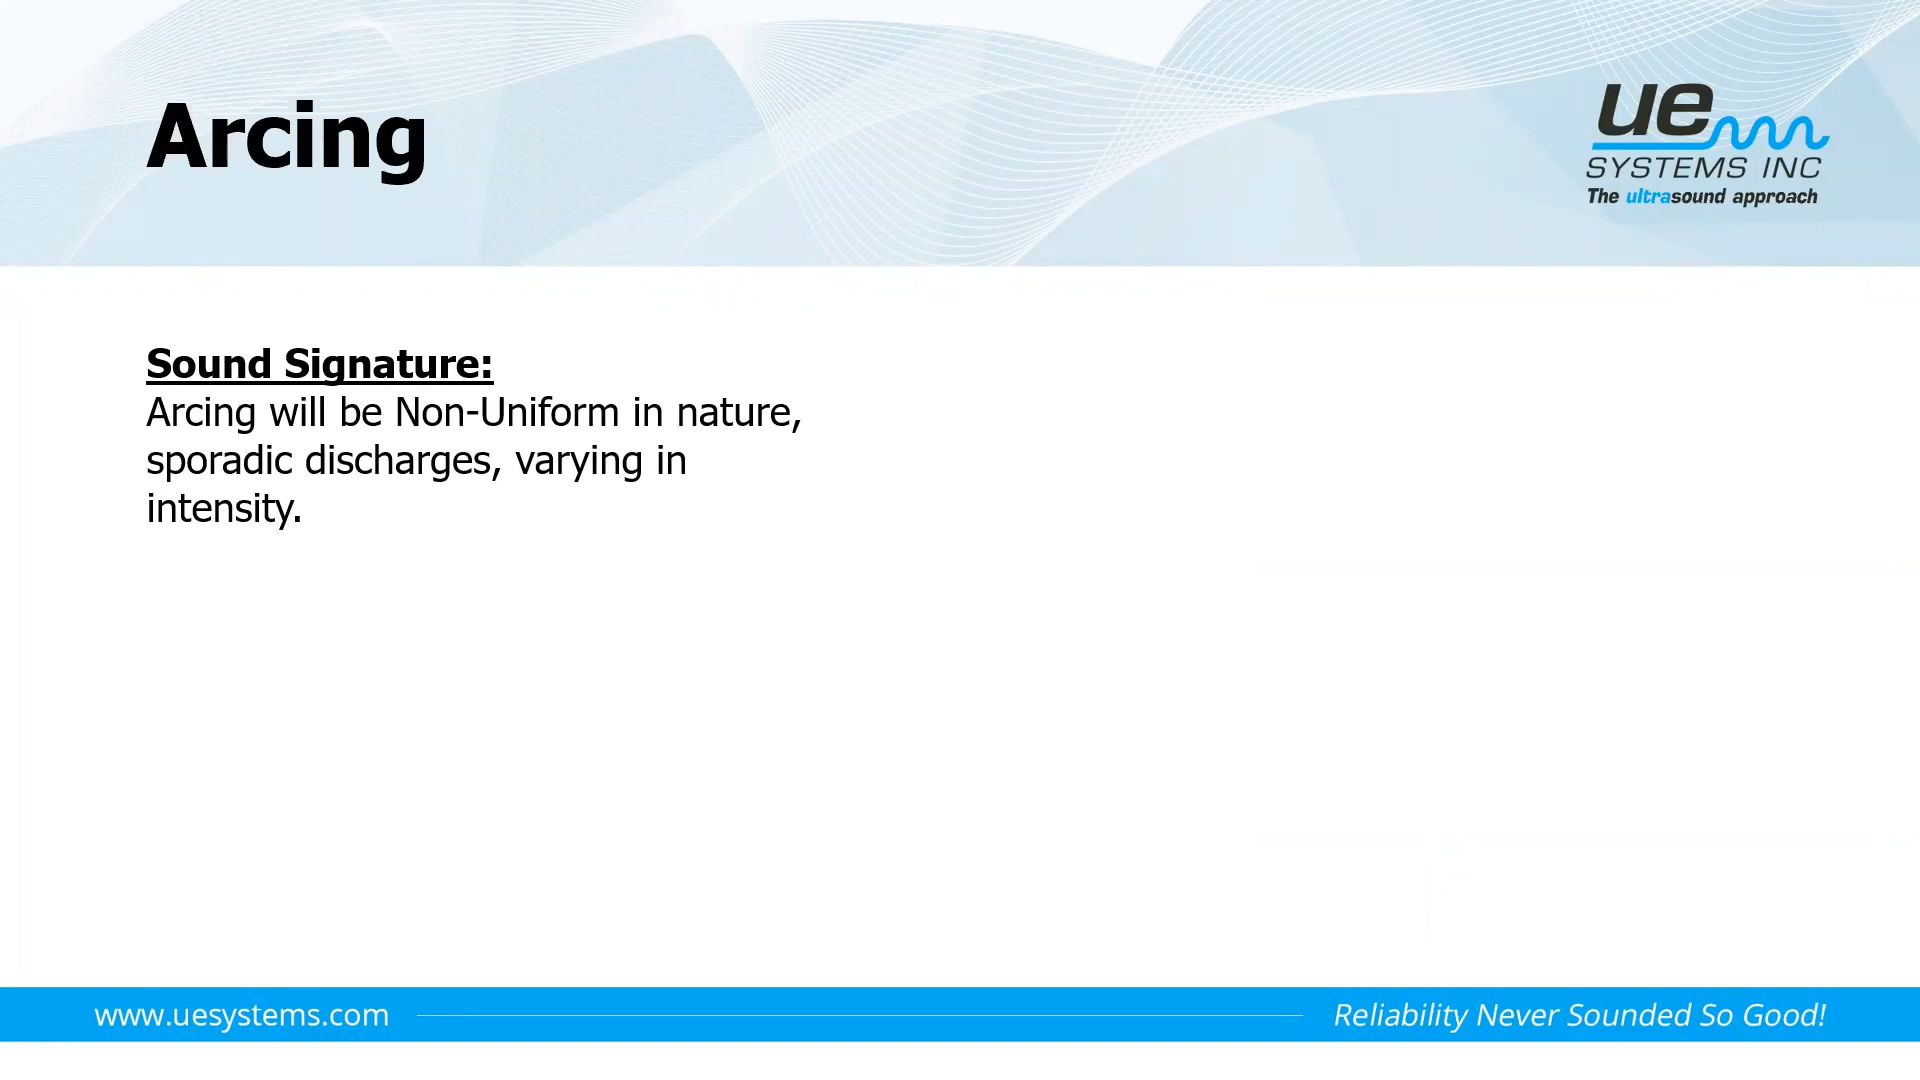 Arcing
ue
SYSTEMS INC
The ultrasound approach
Sound Signature:
Arcing will be Non-Uniform in nature,
sporadic discharges, varying in
intensity.
www.uesystems.com
Reliability Never Sounded So Good!